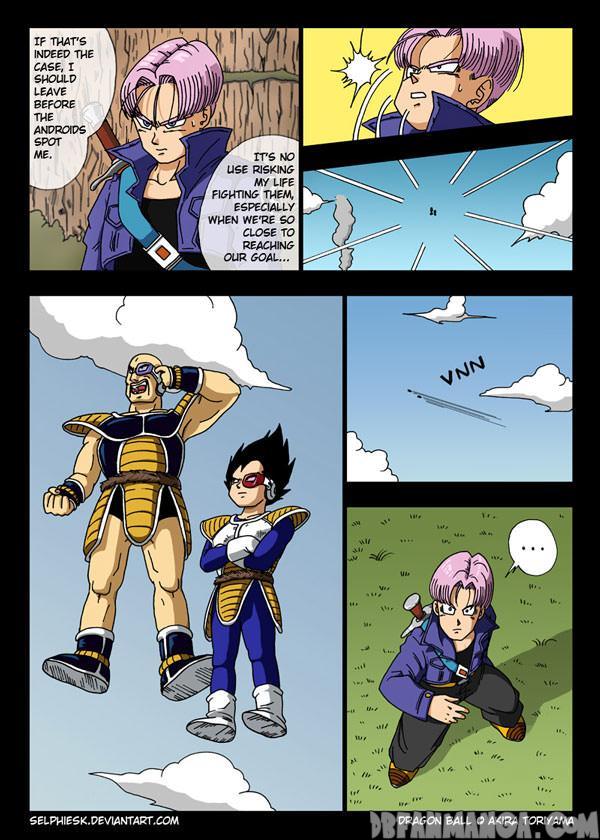 IF THAT'S
INDEED THE
CASE, I
SHOULD
LEAVE
BEFORE
THE
ANDROIDS
SPOT
ME.
IT'S NO
USE RISKING
MY LIFE
FIGHTING THEM,
ESPECIALLY
WHEN WE'RE SO
CLOSE TO
REACHING
OUR GOAL...
VNN
...
SELPHIESK.DEVIANTART.COM
DRAGON BALL © AKIRA TORIYAMA
DBFANMANGA.COM